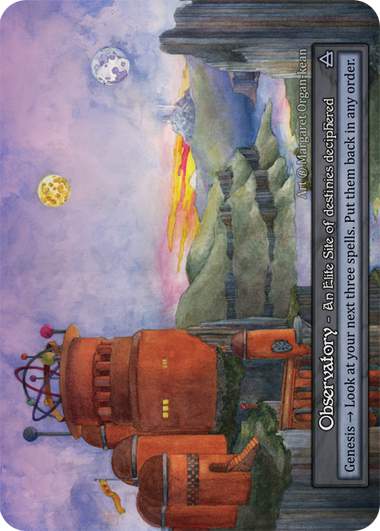 Art @ Margaret Organ-Kean
Observatory - An Elite Site of destinies deciphered
Genesis → Look at your next three spells. Put them back in any order.